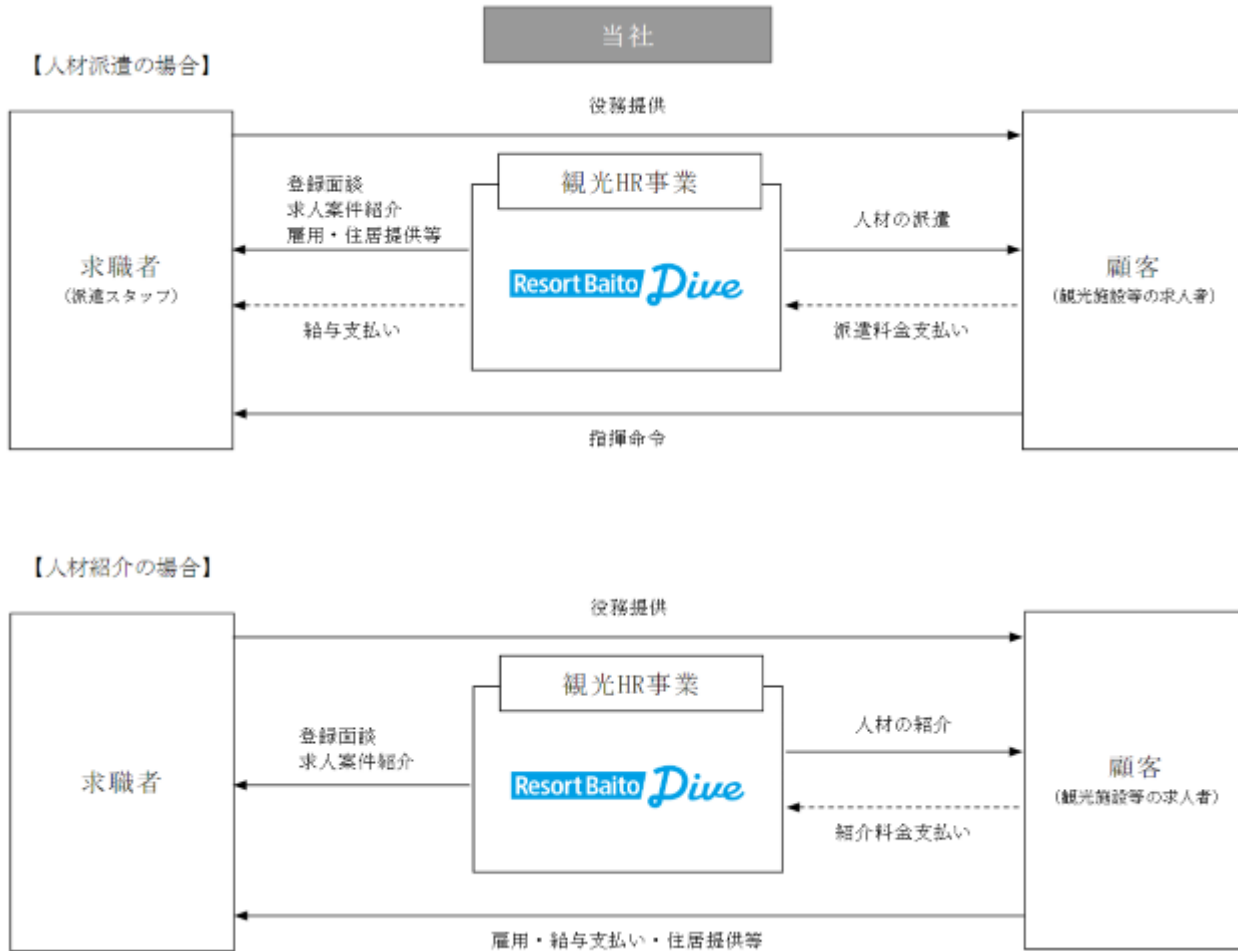 当社
【人材派遣の場合】
役務提供
観光HR事業
登録面談
求人案件紹介
雇用・住居提供等
人材の派遣
求職者
(派遣スタッフ)
Resort Baito Dive
顧客
(観光施設等の求人者)
給与支払い
派遣料金支払い
指揮命令
【人材紹介の場合】
役務提供
観光HR事業
登録面談
求人案件紹介
人材の紹介
求職者
Resort Baito Dive
顧客
(観光施設等の求人者)
紹介料金支払い
雇用・給与支払い・住居提供等